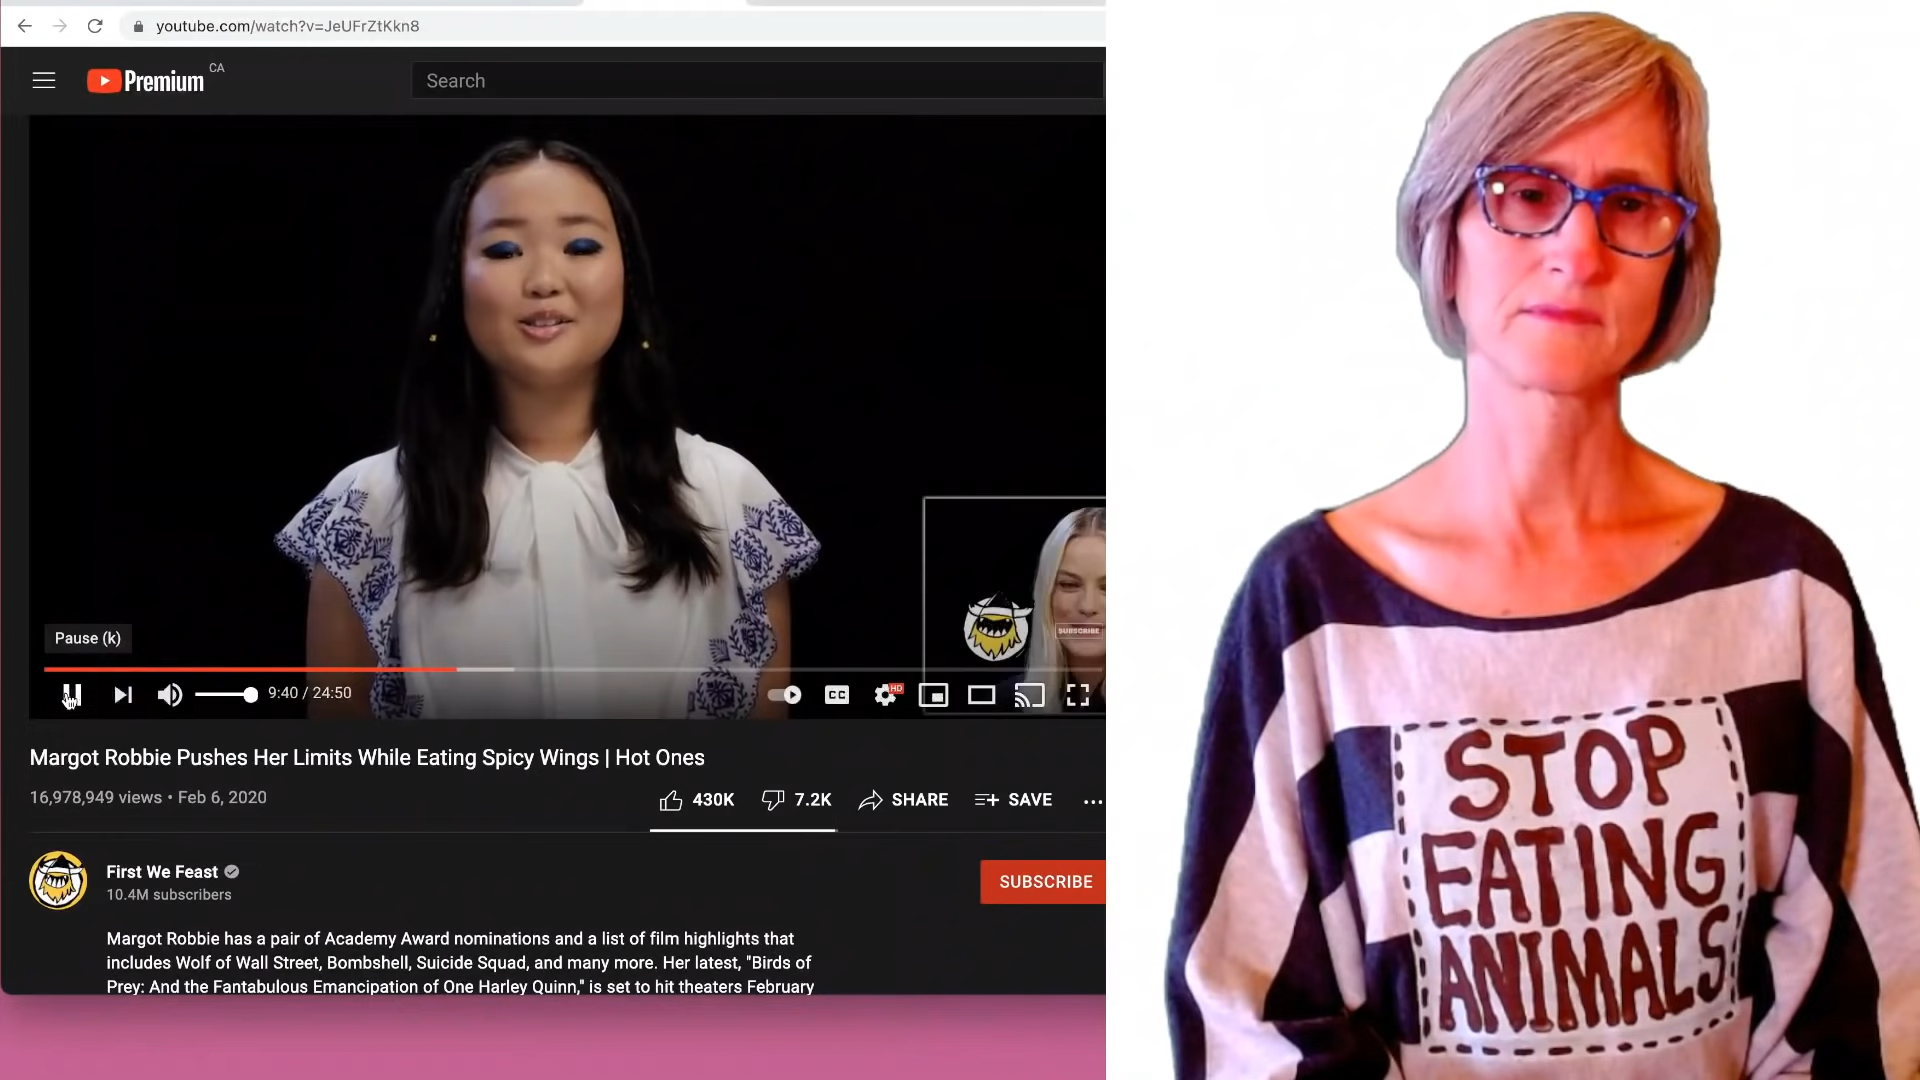 youtube.com/watch?v=JeUFrZtKkn8
Premium CA
Search
SUBSCRIBE
Pause (k)
9:40 / 24:50
CC
HD
Margot Robbie Pushes Her Limits While Eating Spicy Wings | Hot Ones
16,978,949 views • Feb 6, 2020
430K
7.2K
SHARE
SAVE
...
First We Feast
10.4M subscribers
SUBSCRIBE
Margot Robbie has a pair of Academy Award nominations and a list of film highlights that
includes Wolf of Wall Street, Bombshell, Suicide Squad, and many more. Her latest, "Birds of
Prey: And the Fantabulous Emancipation of One Harley Quinn," is set to hit theaters February
STOP
EATING
ANIMALS